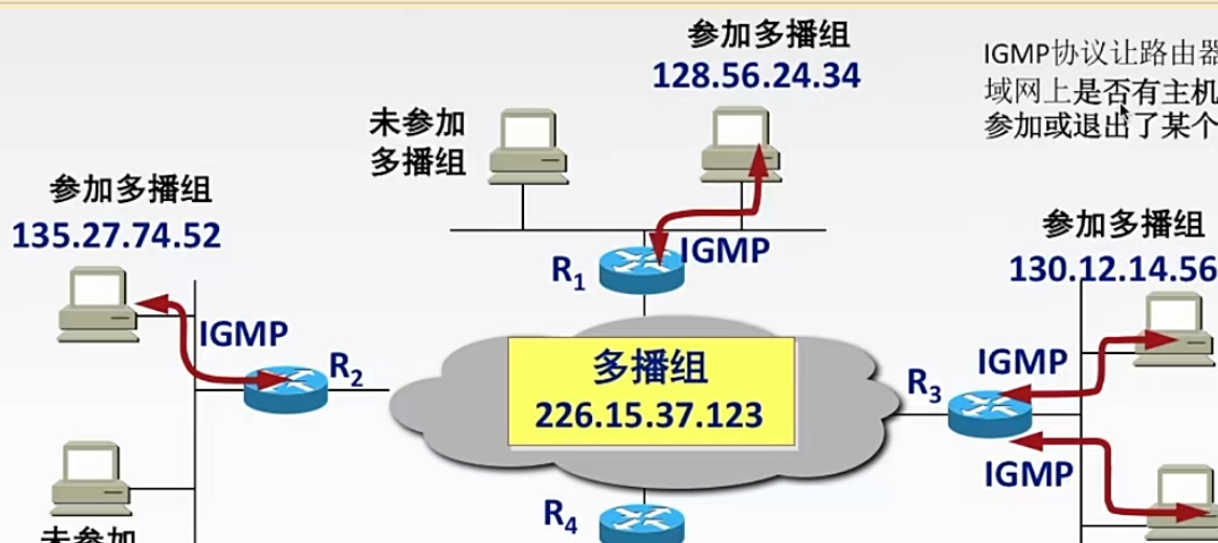 参加多播组
128.56.24.34
IGMP协议让路由器
域网上是否有主机
参加或退出了某个
未参加
多播组
参加多播组
135.27.74.52
参加多播组
130.12.14.56
R1
IGMP
IGMP
R2
多播组
226.15.37.123
R3
IGMP
IGMP
R4
未参加